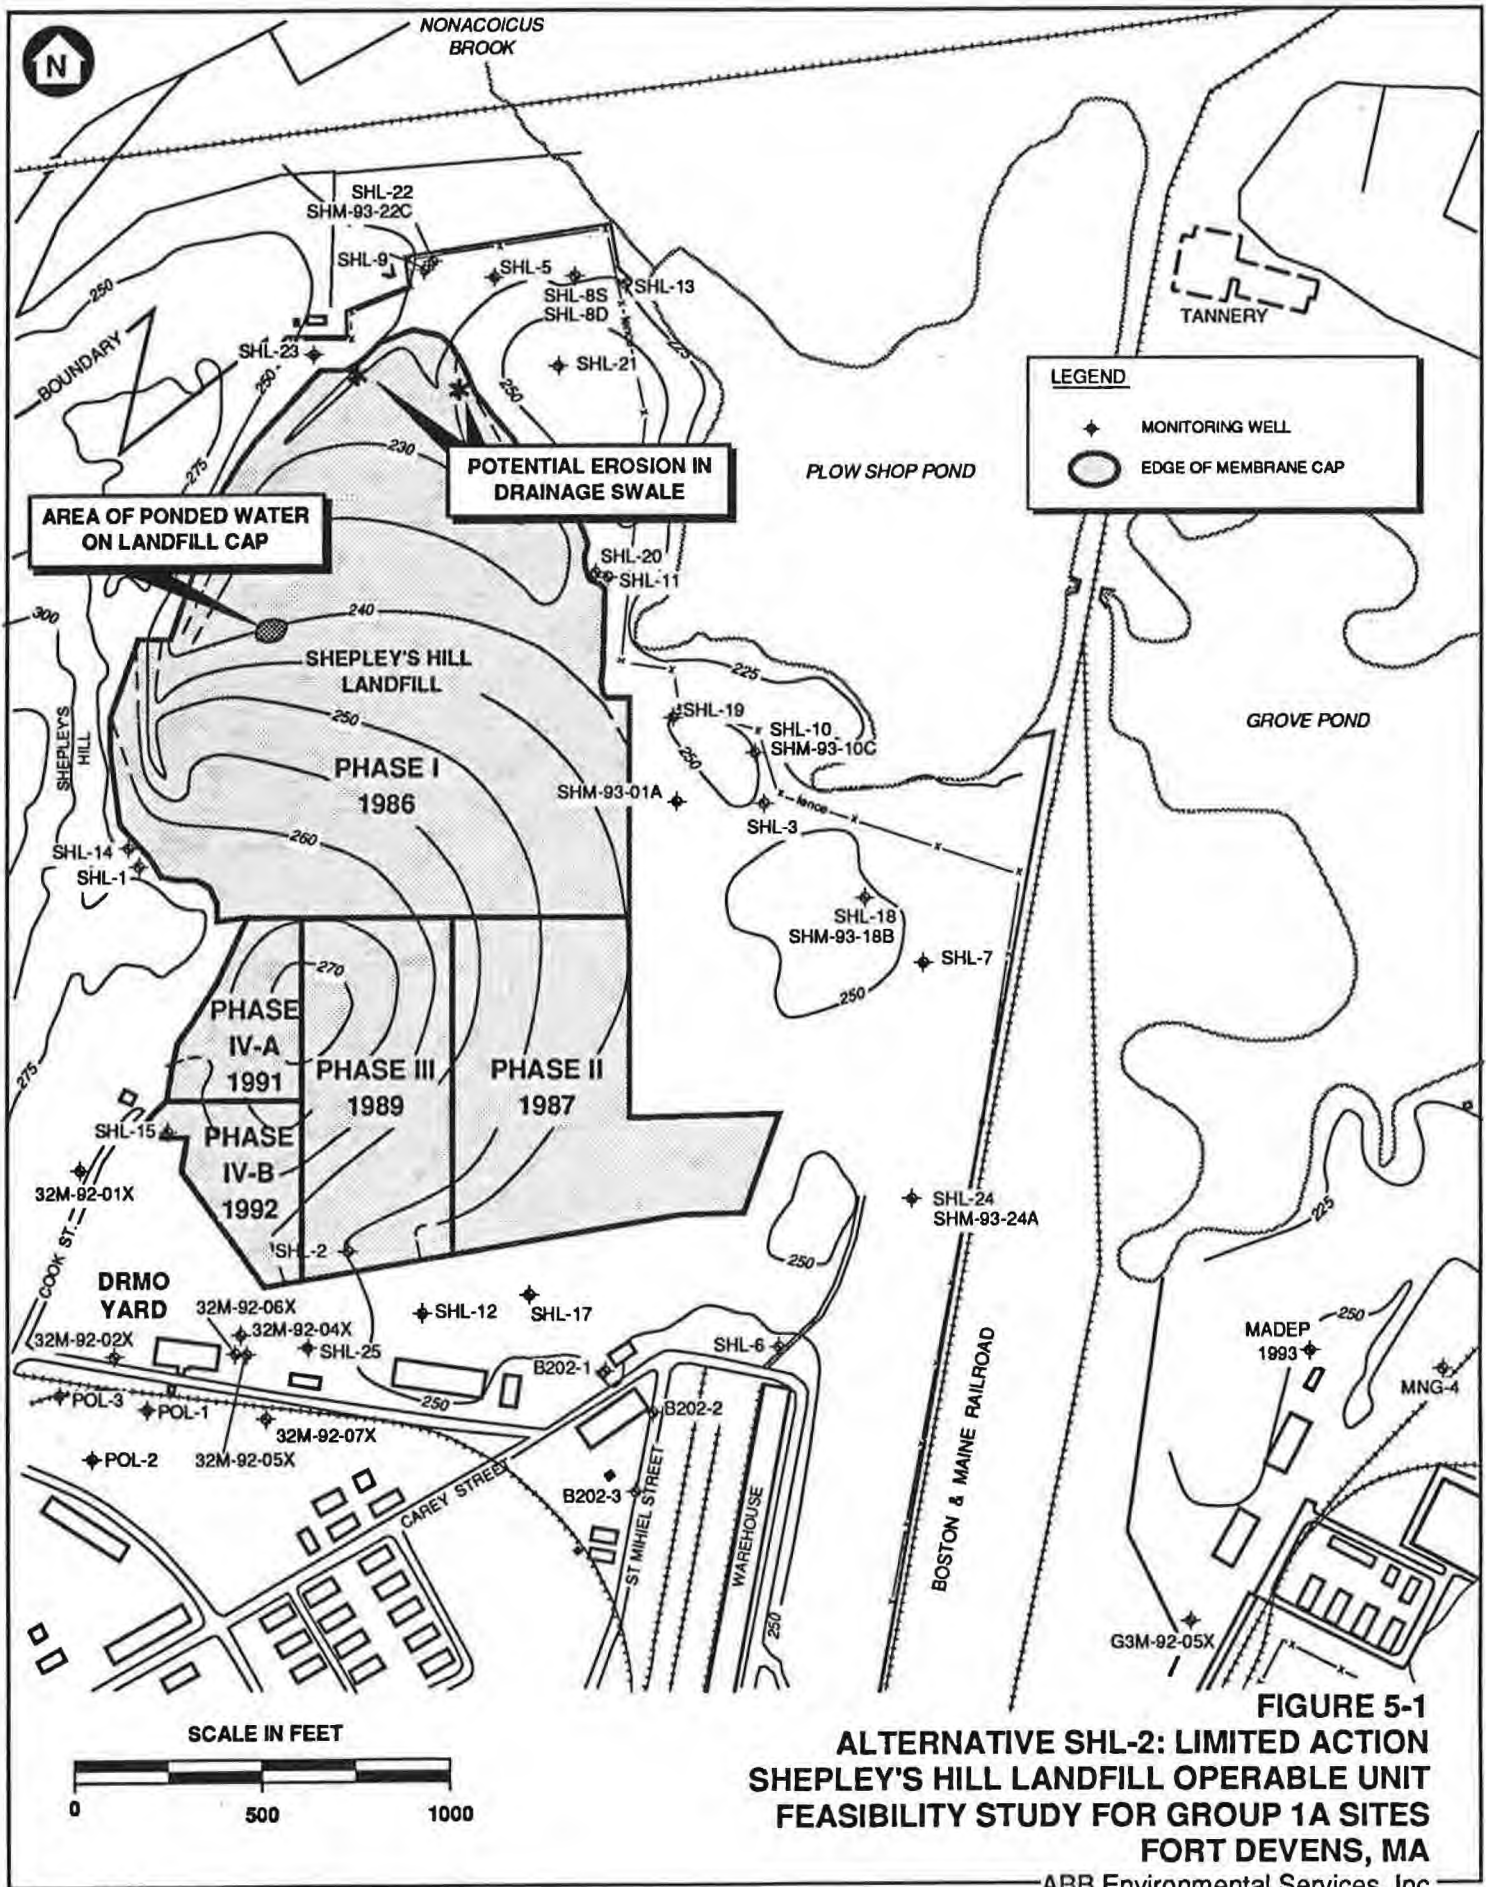 N
NONACOICUS
BROOK
SHL-22
SHM-93-22C
SHL-9
SHL-5
SHL-8S
SHL-8D
SHL-13
fence
225
TANNERY
250
BOUNDARY
SHL-23
250
SHL-21
250
LEGEND
MONITORING WELL
EDGE OF MEMBRANE CAP
275
230
POTENTIAL EROSION IN
DRAINAGE SWALE
PLOW SHOP POND
AREA OF PONDED WATER
ON LANDFILL CAP
SHL-20
SHL-11
300
240
SHEPLEY'S HILL
LANDFILL
225
SHEPLEY'S
HILL
250
SHL-19
SHL-10
SHM-93-10C
250
GROVE POND
PHASE I
1986
SHM-93-01A
fence
SHL-3
260
SHL-14
SHL-1
SHL-18
SHM-93-18B
SHL-7
250
270
PHASE
IV-A
1991
PHASE III
1989
PHASE II
1987
275
SHL-15
PHASE
IV-B
1992
32M-92-01X
SHL-24
SHM-93-24A
225
COOK ST.
SHL-2
250
DRMO
YARD
32M-92-06X
SHL-12
SHL-17
250
32M-92-02X
32M-92-04X
SHL-25
SHL-6
MADEP
1993
B202-1
MNG-4
POL-3
POL-1
250
B202-2
32M-92-07X
POL-2
32M-92-05X
CAREY STREET
B202-3
ST MIHIEL STREET
WAREHOUSE
BOSTON & MAINE RAILROAD
250
G3M-92-05X
SCALE IN FEET
0
500
1000
FIGURE 5-1
ALTERNATIVE SHL-2: LIMITED ACTION
SHEPLEY'S HILL LANDFILL OPERABLE UNIT
FEASIBILITY STUDY FOR GROUP 1A SITES
FORT DEVENS, MA
ABB Environmental Services, Inc.